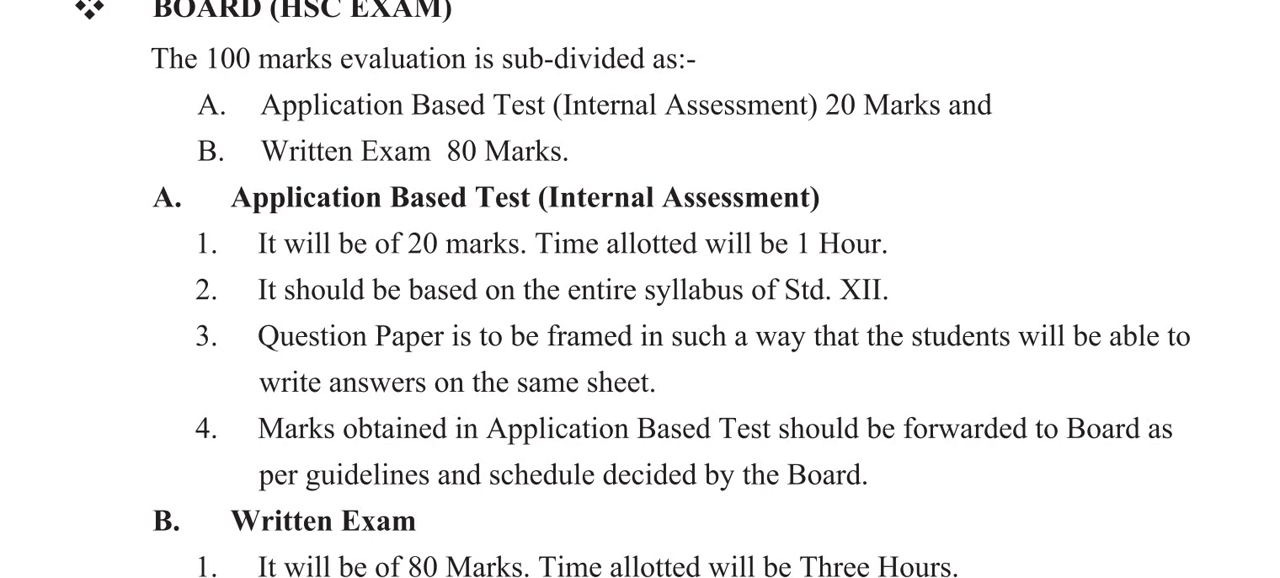 ❖ BOARD (HSC EXAM)
The 100 marks evaluation is sub-divided as:-
A. Application Based Test (Internal Assessment) 20 Marks and
B. Written Exam 80 Marks.
A. Application Based Test (Internal Assessment)
1. It will be of 20 marks. Time allotted will be 1 Hour.
2. It should be based on the entire syllabus of Std. XII.
3. Question Paper is to be framed in such a way that the students will be able to
write answers on the same sheet.
4. Marks obtained in Application Based Test should be forwarded to Board as
per guidelines and schedule decided by the Board.
B. Written Exam
1. It will be of 80 Marks. Time allotted will be Three Hours.